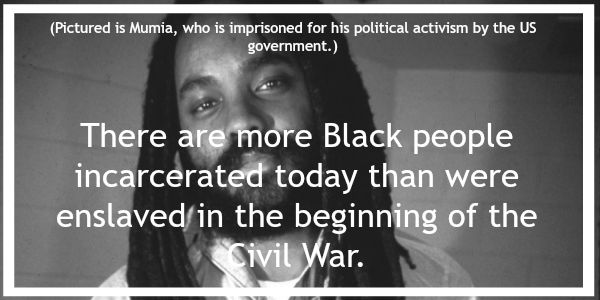 (Pictured is Mumia, who is imprisoned for his political activism by the US
government.)
There are more Black people
incarcerated today than were
enslaved in the beginning of the
Civil War.